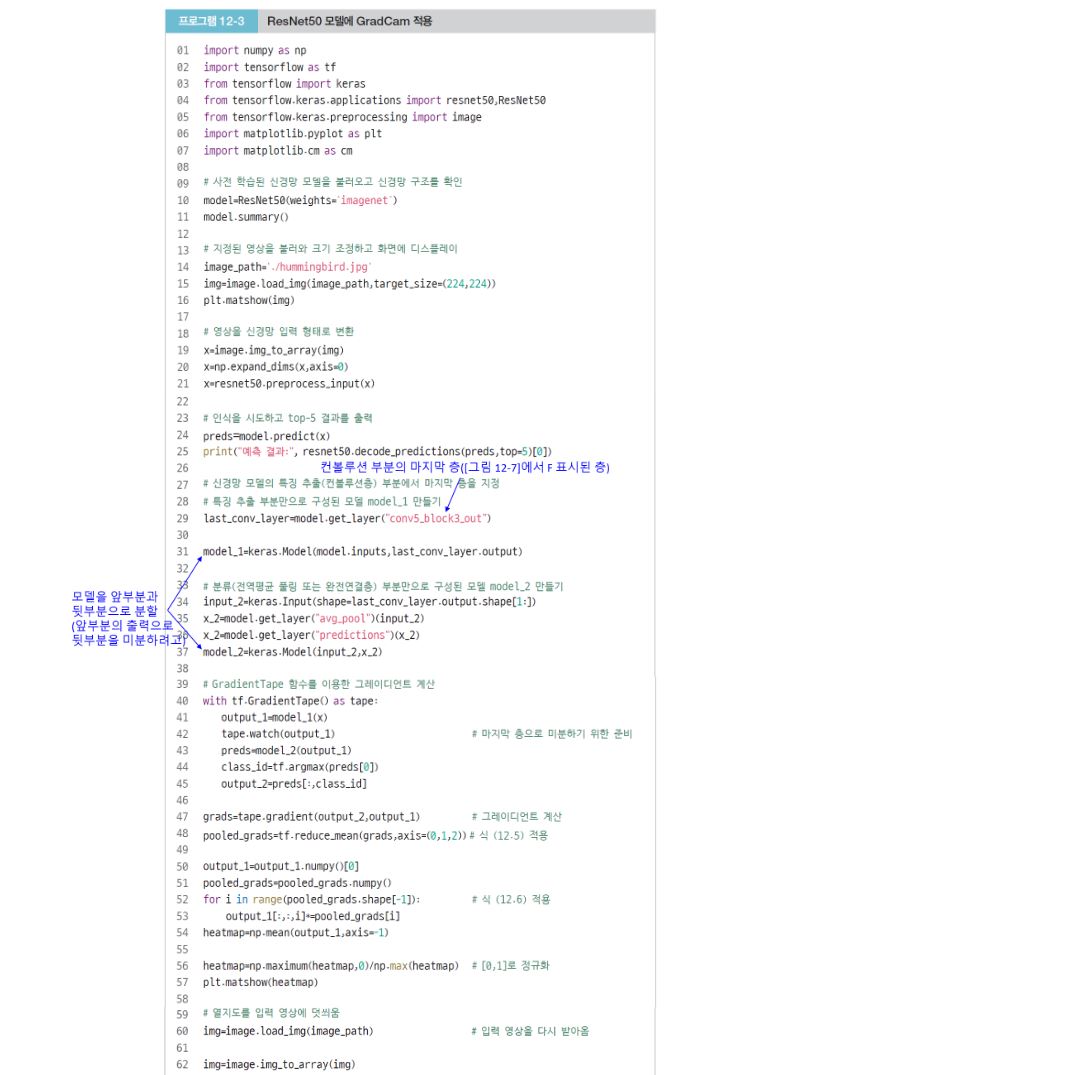 프로그램 12-3 ResNet50 모델에 GradCam 적용
01 import numpy as np
02 import tensorflow as tf
03 from tensorflow import keras
04 from tensorflow.keras.applications import resnet50,ResNet50
05 from tensorflow.keras.preprocessing import image
06 import matplotlib.pyplot as plt
07 import matplotlib.cm as cm
08
09 # 사전 학습된 신경망 모델을 불러오고 신경망 구조를 확인
10 model=ResNet50(weights='imagenet')
11 model.summary()
12
13 # 지정된 영상을 불러와 크기 조정하고 화면에 디스플레이
14 image_path='./hummingbird.jpg'
15 img=image.load_img(image_path,target_size=(224,224))
16 plt.matshow(img)
17
18 # 영상을 신경망 입력 형태로 변환
19 x=image.img_to_array(img)
20 x=np.expand_dims(x,axis=0)
21 x=resnet50.preprocess_input(x)
22
23 # 인식을 시도하고 top-5 결과를 출력
24 preds=model.predict(x)
25 print("예측 결과:", resnet50.decode_predictions(preds,top=5)[0])
26 컨볼루션 부분의 마지막 층([그림 12-7]에서 F 표시된 층)
27 # 신경망 모델의 특징 추출(컨볼루션층) 부분에서 마지막 층을 지정
28 # 특징 추출 부분만으로 구성된 모델 model_1 만들기
29 last_conv_layer=model.get_layer("conv5_block3_out")
30
31 model_1=keras.Model(model.inputs,last_conv_layer.output)
32
33 # 분류(전역평균 풀링 또는 완전연결층) 부분만으로 구성된 모델 model_2 만들기
모델을 앞부분과
뒷부분으로 분할
(앞부분의 출력으로
뒷부분을 미분하려고)
34 input_2=keras.Input(shape=last_conv_layer.output.shape[1:])
35 x_2=model.get_layer("avg_pool")(input_2)
36 x_2=model.get_layer("predictions")(x_2)
37 model_2=keras.Model(input_2,x_2)
38
39 # GradientTape 함수를 이용한 그레이디언트 계산
40 with tf.GradientTape() as tape:
41 output_1=model_1(x)
42 tape.watch(output_1) # 마지막 층으로 미분하기 위한 준비
43 preds=model_2(output_1)
44 class_id=tf.argmax(preds[0])
45 output_2=preds[:,class_id]
46
47 grads=tape.gradient(output_2,output_1) # 그레이디언트 계산
48 pooled_grads=tf.reduce_mean(grads,axis=(0,1,2)) # 식 (12.5) 적용
49
50 output_1=output_1.numpy()[0]
51 pooled_grads=pooled_grads.numpy()
52 for i in range(pooled_grads.shape[-1]): # 식 (12.6) 적용
53 output_1[:,:,i]*=pooled_grads[i]
54 heatmap=np.mean(output_1,axis=-1)
55
56 heatmap=np.maximum(heatmap,0)/np.max(heatmap) # [0,1]로 정규화
57 plt.matshow(heatmap)
58
59 # 열지도를 입력 영상에 덧씌움
60 img=image.load_img(image_path) # 입력 영상을 다시 받아옴
61
62 img=image.img_to_array(img)